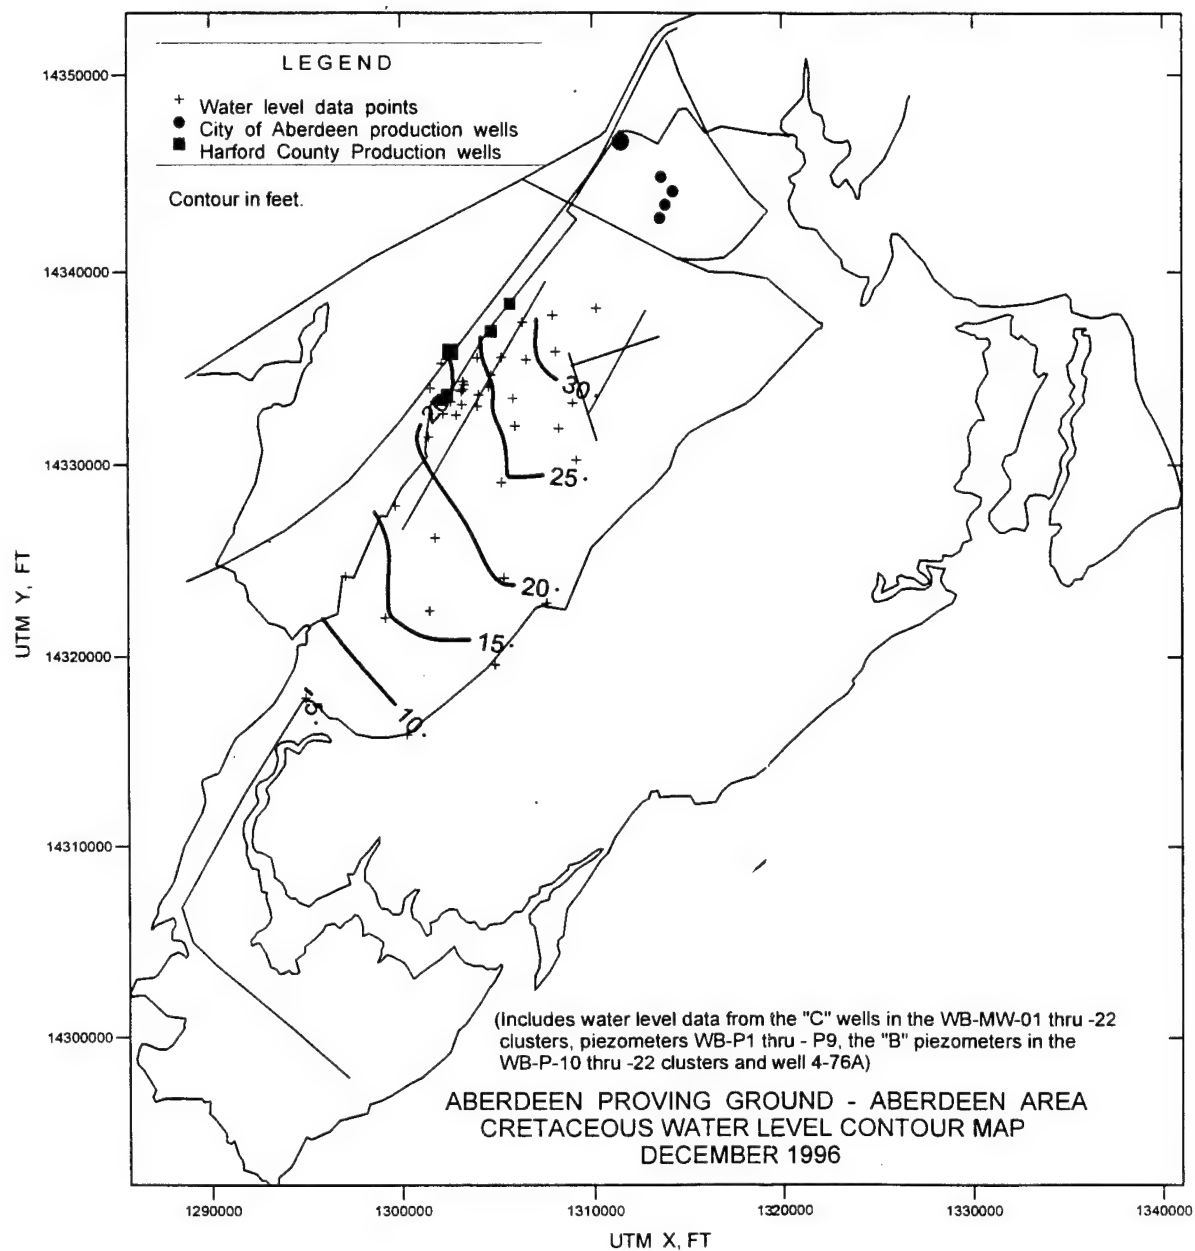 LEGEND
+ Water level data points
● City of Aberdeen production wells
■ Harford County Production wells
Contour in feet.
14350000
14340000
14330000
14320000
14310000
14300000
UTM Y, FT
30.
20
25.
20.
15.
10.
5.
(Includes water level data from the "C" wells in the WB-MW-01 thru -22
clusters, piezometers WB-P1 thru - P9, the "B" piezometers in the
WB-P-10 thru -22 clusters and well 4-76A)
ABERDEEN PROVING GROUND - ABERDEEN AREA
CRETACEOUS WATER LEVEL CONTOUR MAP
DECEMBER 1996
1290000
1300000
1310000
1320000
1330000
1340000
UTM X, FT